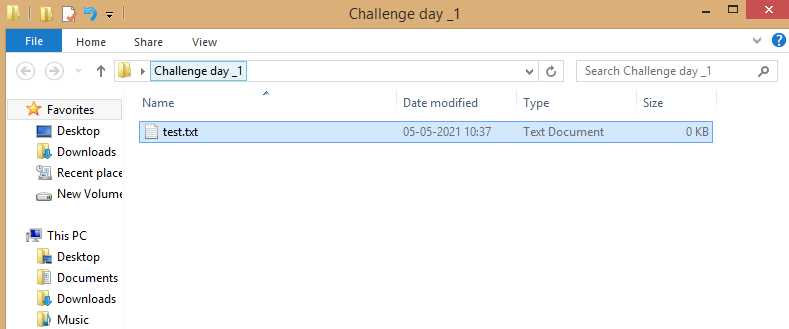 Challenge day _1
File Home Share View
Challenge day _1
Search Challenge day _1
Name Date modified Type Size
test.txt 05-05-2021 10:37 Text Document 0 KB
Favorites
Desktop
Downloads
Recent place
New Volume
This PC
Desktop
Documents
Downloads
Music